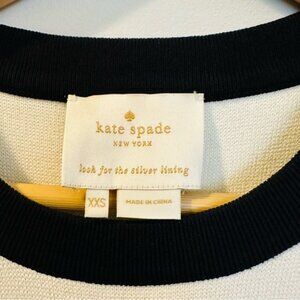 kate spade
NEW YORK
look for the silver lining
XXS
MADE IN CHINA